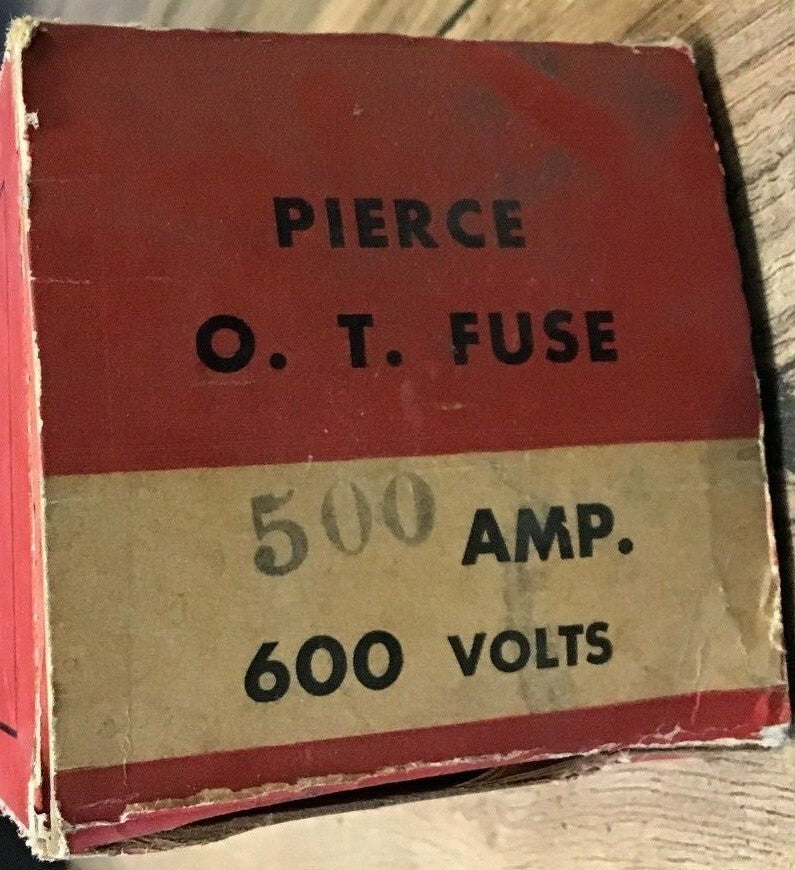 PIERCE
O. T. FUSE
500 AMP.
600 VOLTS